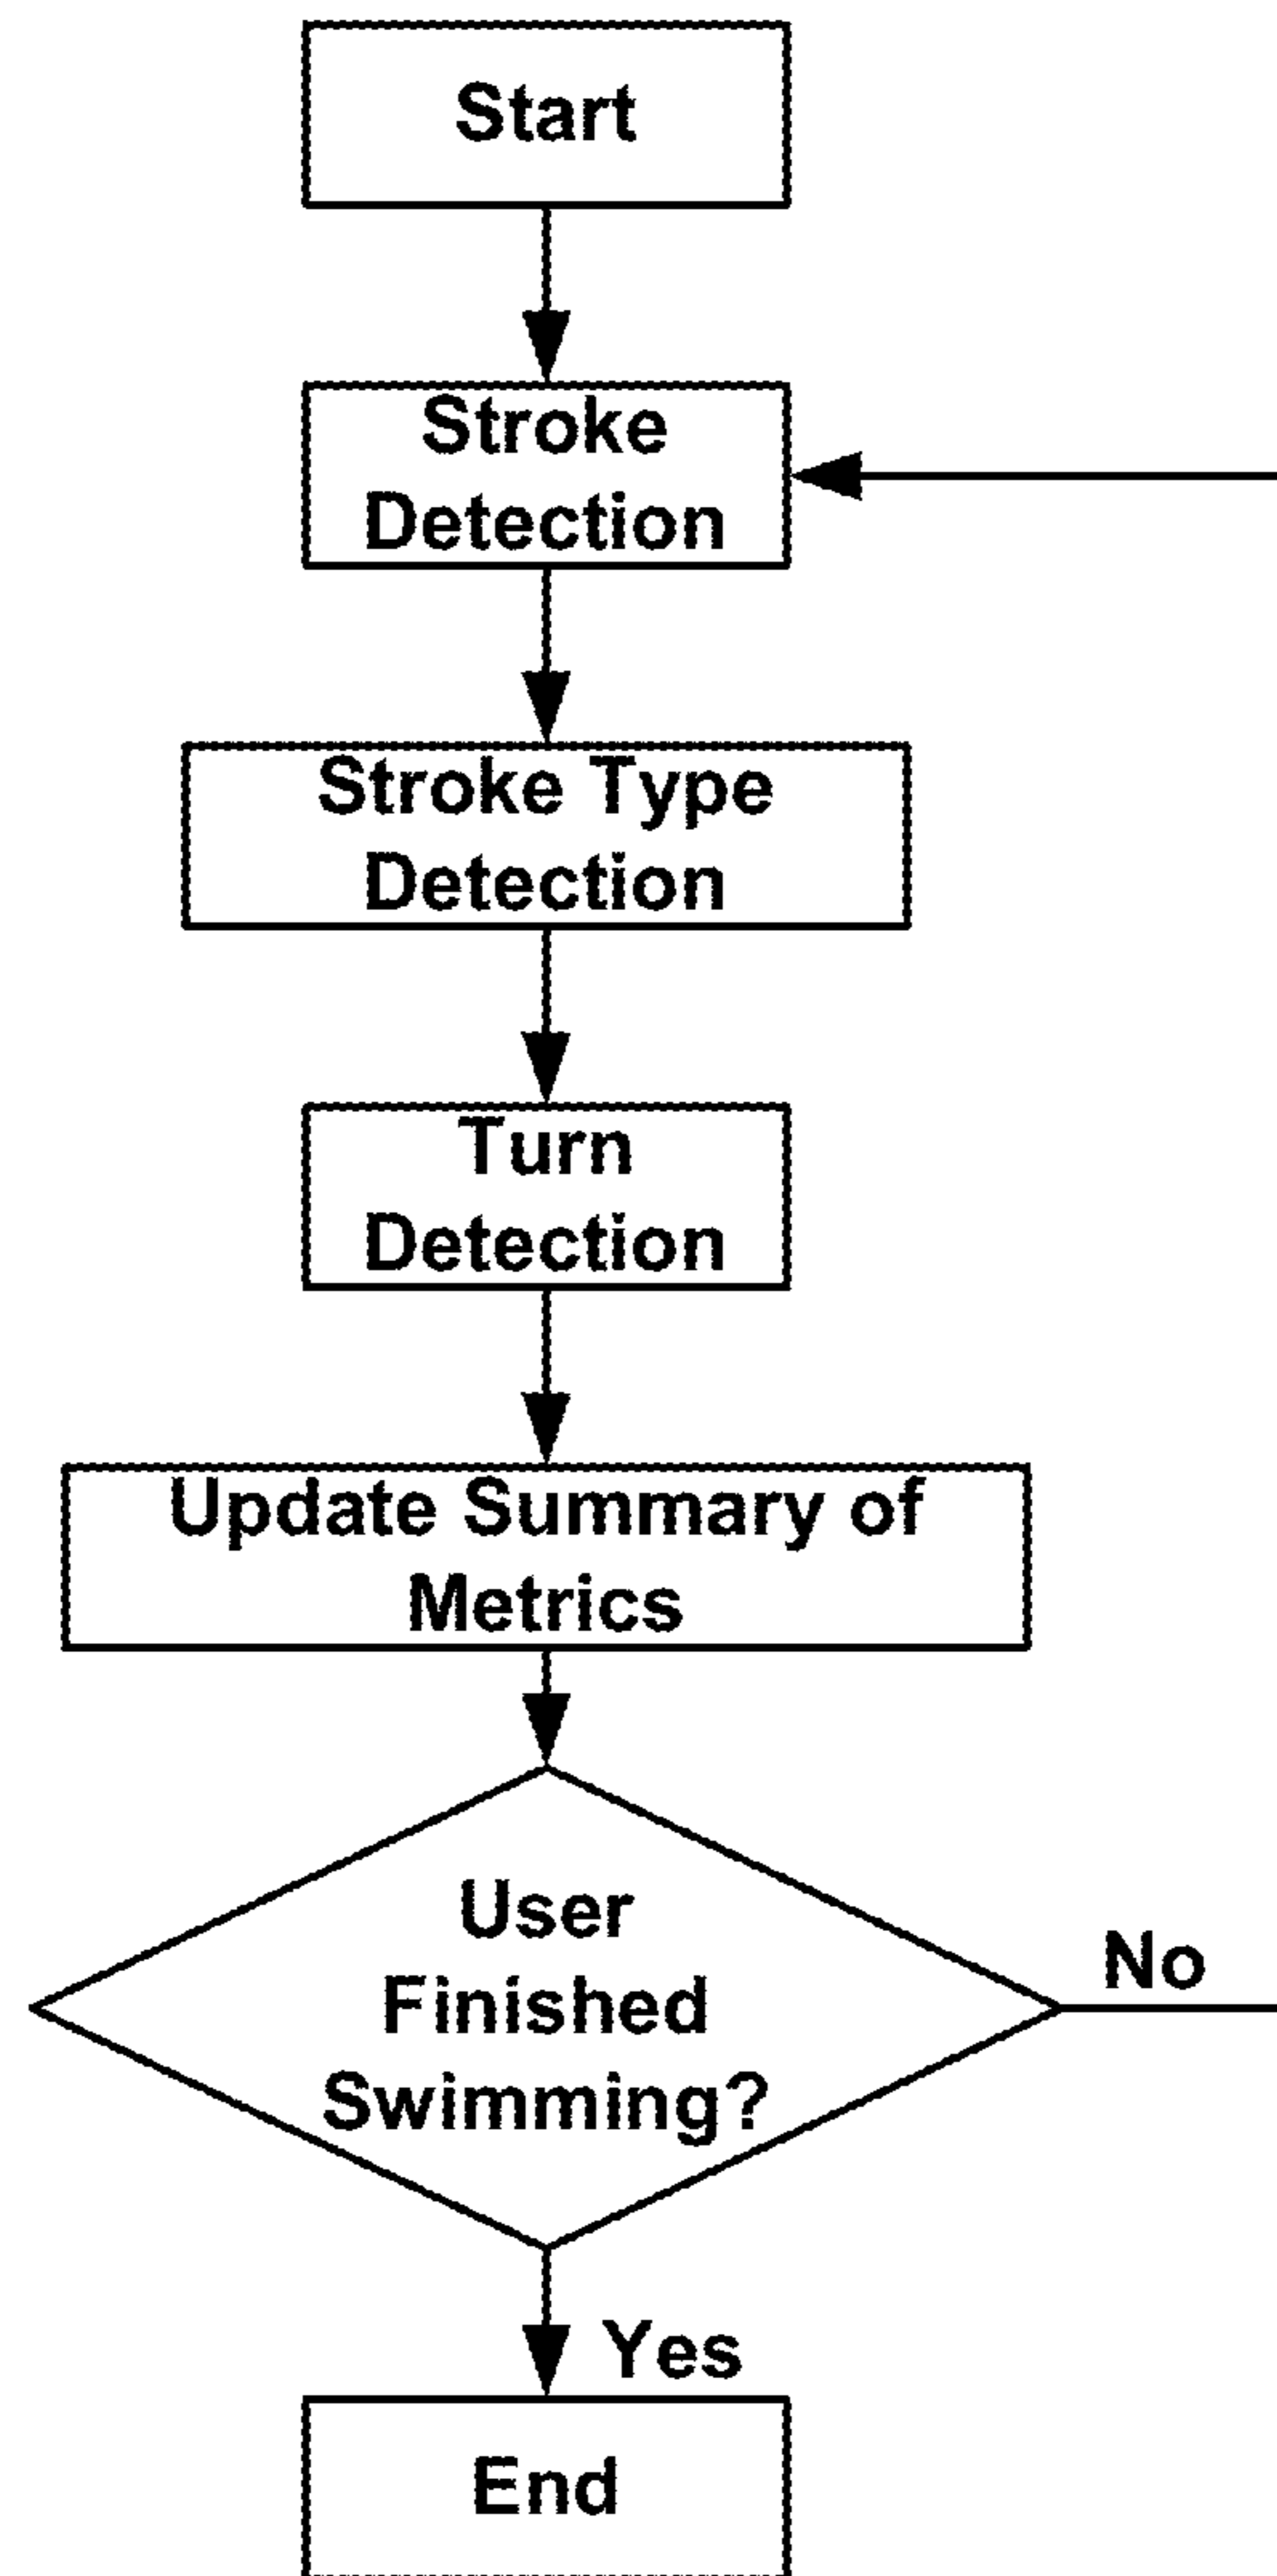 Start
Stroke
Detection
Stroke Type
Detection
Turn
Detection
Update Summary of
Metrics
User
Finished
Swimming?
No
Yes
End